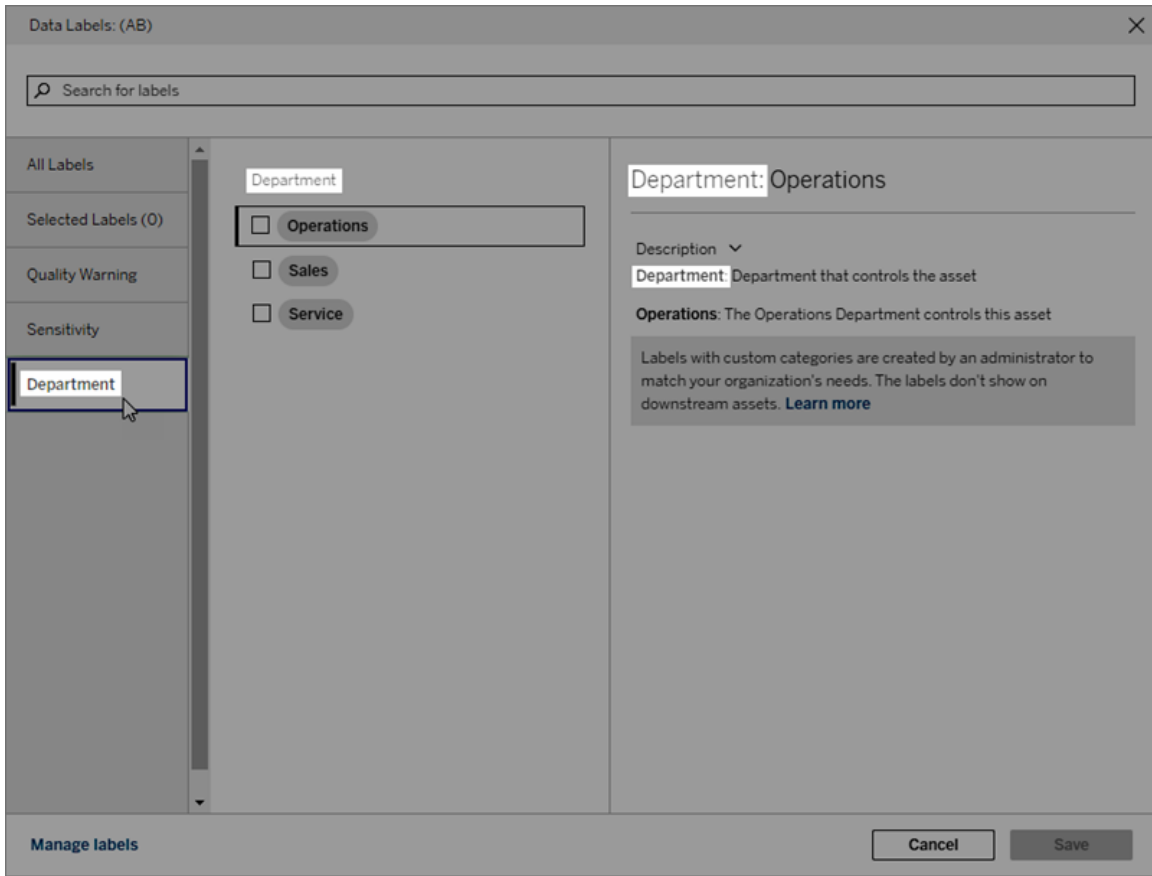 Data Labels: (AB)
Search for labels
All Labels
Selected Labels (0)
Quality Warning
Sensitivity
Department
Department
Operations
Sales
Service
Department: Operations
Description
Department: Department that controls the asset
Operations: The Operations Department controls this asset
Labels with custom categories are created by an administrator to
match your organization's needs. The labels don't show on
downstream assets. Learn more
Manage labels
Cancel
Save